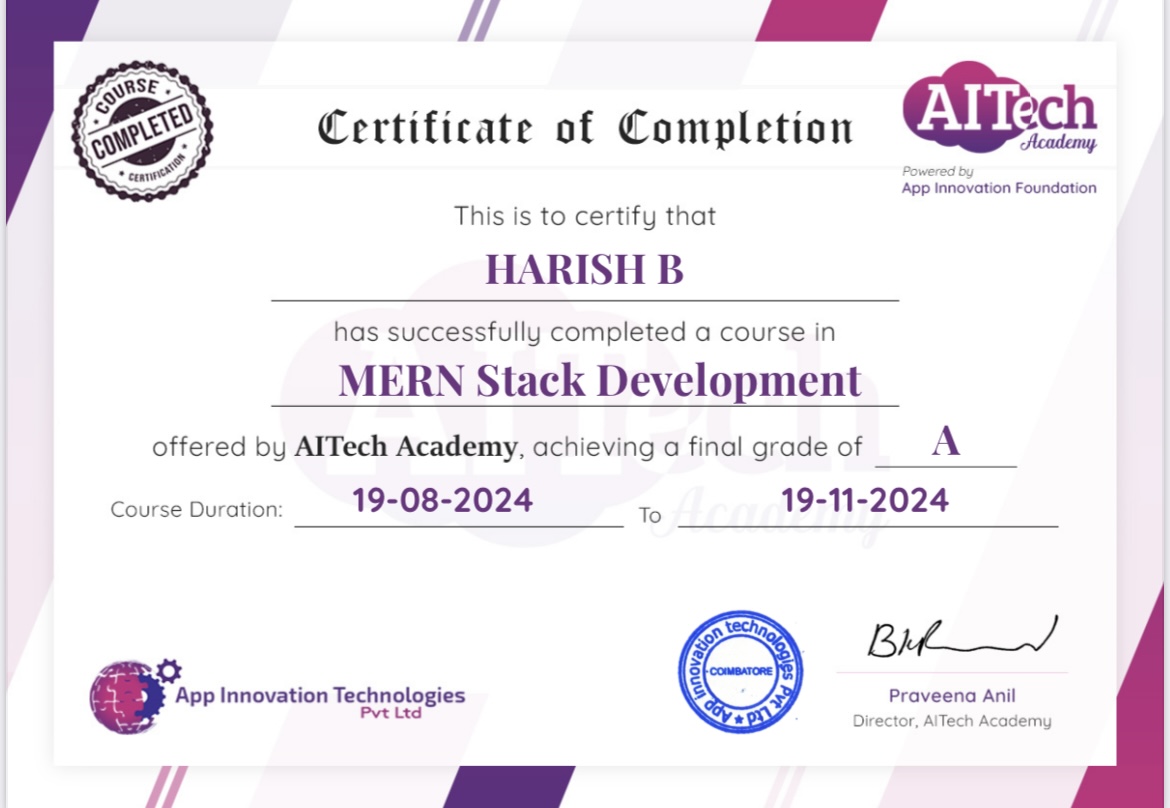 COURSE
COMPLETED
CERTIFICATION
Certificate of Completion
AITech
Academy
Powered by
App Innovation Foundation
This is to certify that
HARISH B
has successfully completed a course in
MERN Stack Development
offered by AITech Academy, achieving a final grade of A
Course Duration: 19-08-2024 To 19-11-2024
App Innovation Technologies
Pvt Ltd
App innovation technologies Pvt Ltd
COIMBATORE
Praveena Anil
Director, AITech Academy